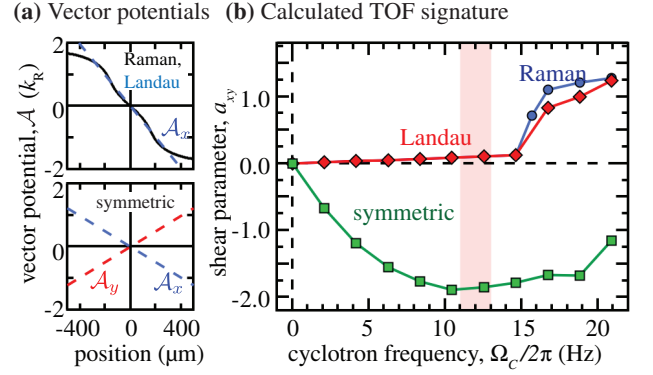 (a) Vector potentials
(b) Calculated TOF signature
vector potential, 𝒜 (k_R)
2
0
-2
Raman,
Landau
𝒜_x
2
0
-2
symmetric
𝒜_y
𝒜_x
-400 0 400
position (µm)
shear parameter, a_xy
1.0
0.0
-1.0
-2.0
Raman
Landau
symmetric
0 5 10 15 20
cyclotron frequency, Ω_C/2π (Hz)